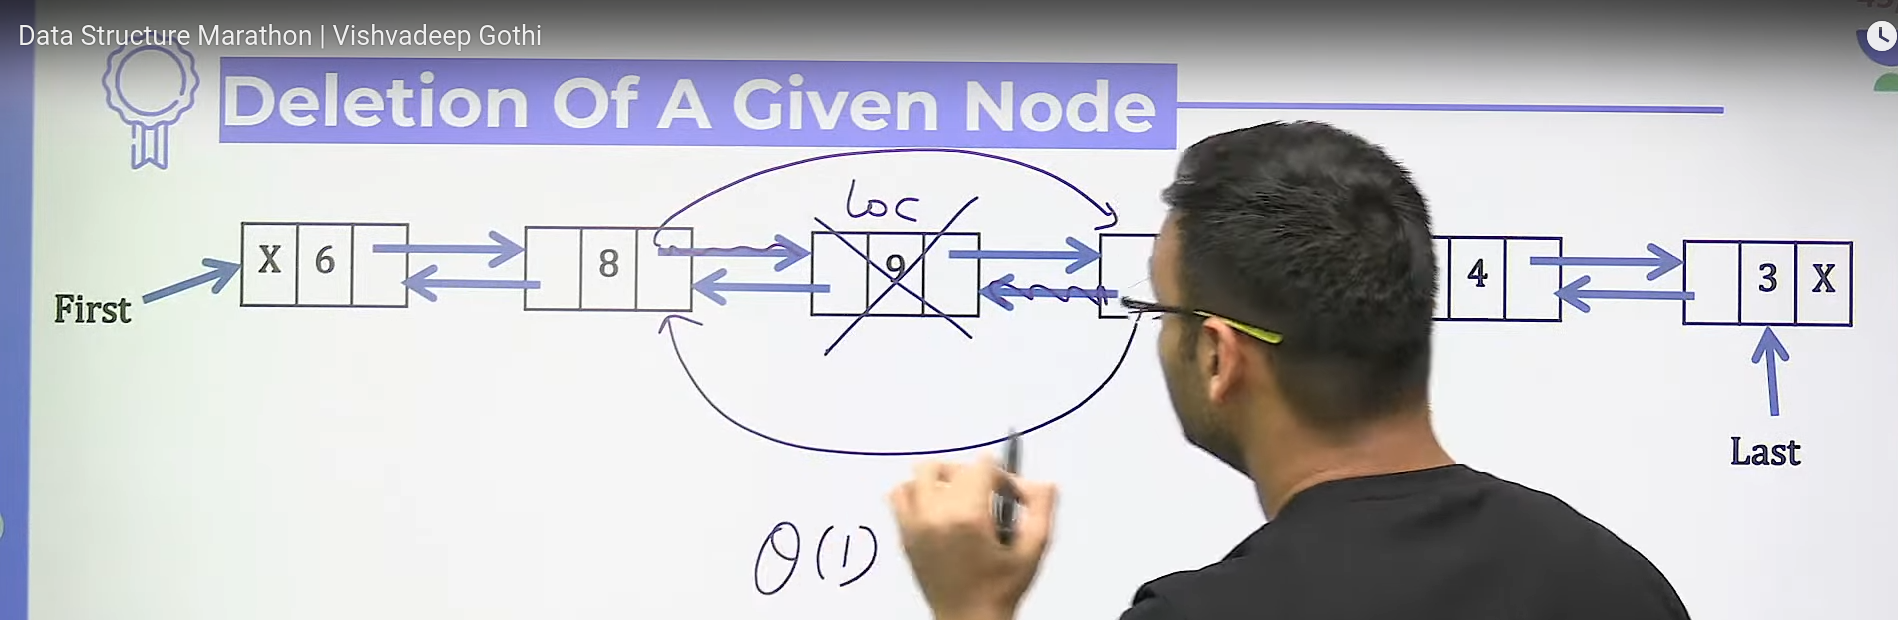 Data Structure Marathon | Vishvadeep Gothi
Deletion Of A Given Node
Loc
X 6 8 9 4 3 X
First
Last
θ(1)